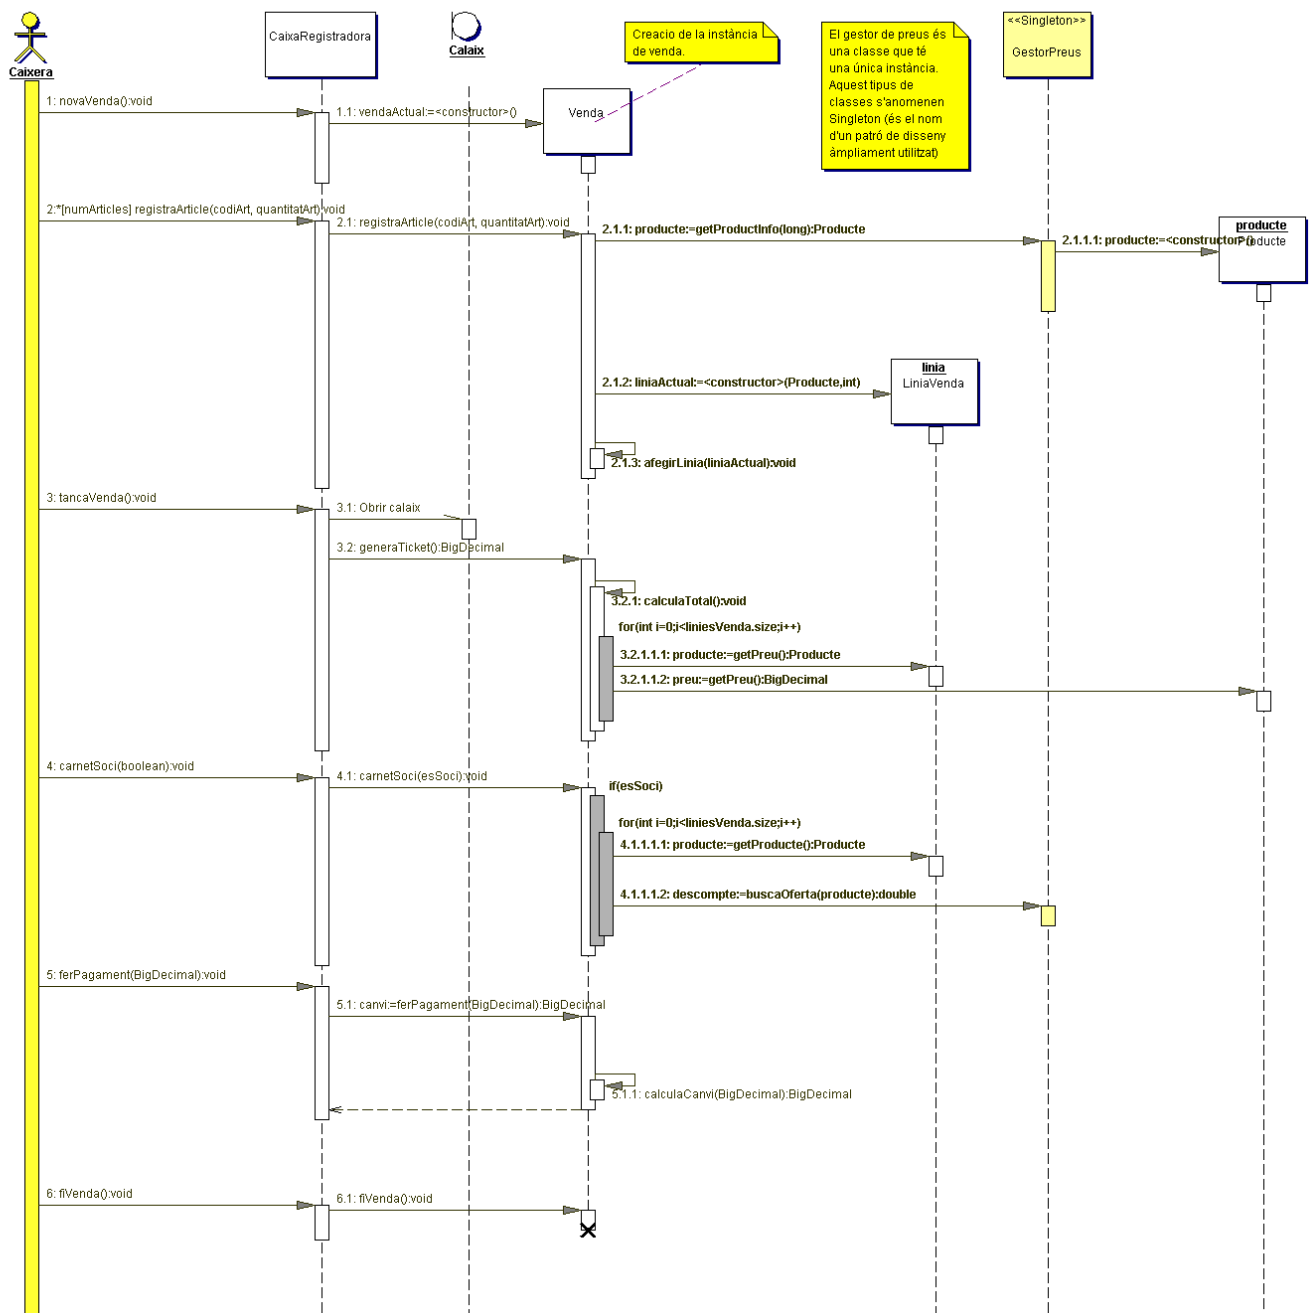 <<Singleton>>
CaixaRegistradora
Calaix
Creacio de la instància
de venda.
El gestor de preus és
una classe que té
una única instància.
Aquest tipus de
classes s'anomenen
Singleton (és el nom
d'un patró de disseny
àmpliament utilitzat)
GestorPreus
Caixera
1: novaVenda():void
1.1: vendaActual:=<constructor>()
Venda
2:*[numArticles] registraArticle(codiArt, quantitatArt):void
2.1: registraArticle(codiArt, quantitatArt):void
2.1.1: producte:=getProductInfo(long):Producte
2.1.1.1: producte:=<constructor>()
producte
Producte
linia
LiniaVenda
2.1.2: liniaActual:=<constructor>(Producte,int)
2.1.3: afegirLinia(liniaActual):void
3: tancaVenda():void
3.1: Obrir calaix
3.2: generaTicket():BigDecimal
3.2.1: calculaTotal():void
for(int i=0;i<liniesVenda.size;i++)
3.2.1.1.1: producte:=getPreu():Producte
3.2.1.1.2: preu:=getPreu():BigDecimal
4: carnetSoci(boolean):void
4.1: carnetSoci(esSoci):void
if(esSoci)
for(int i=0;i<liniesVenda.size;i++)
4.1.1.1.1: producte:=getProducte():Producte
4.1.1.1.2: descompte:=buscaOferta(producte):double
5: ferPagament(BigDecimal):void
5.1: canvi:=ferPagament(BigDecimal):BigDecimal
5.1.1: calculaCanvi(BigDecimal):BigDecimal
6: fiVenda():void
6.1: fiVenda():void